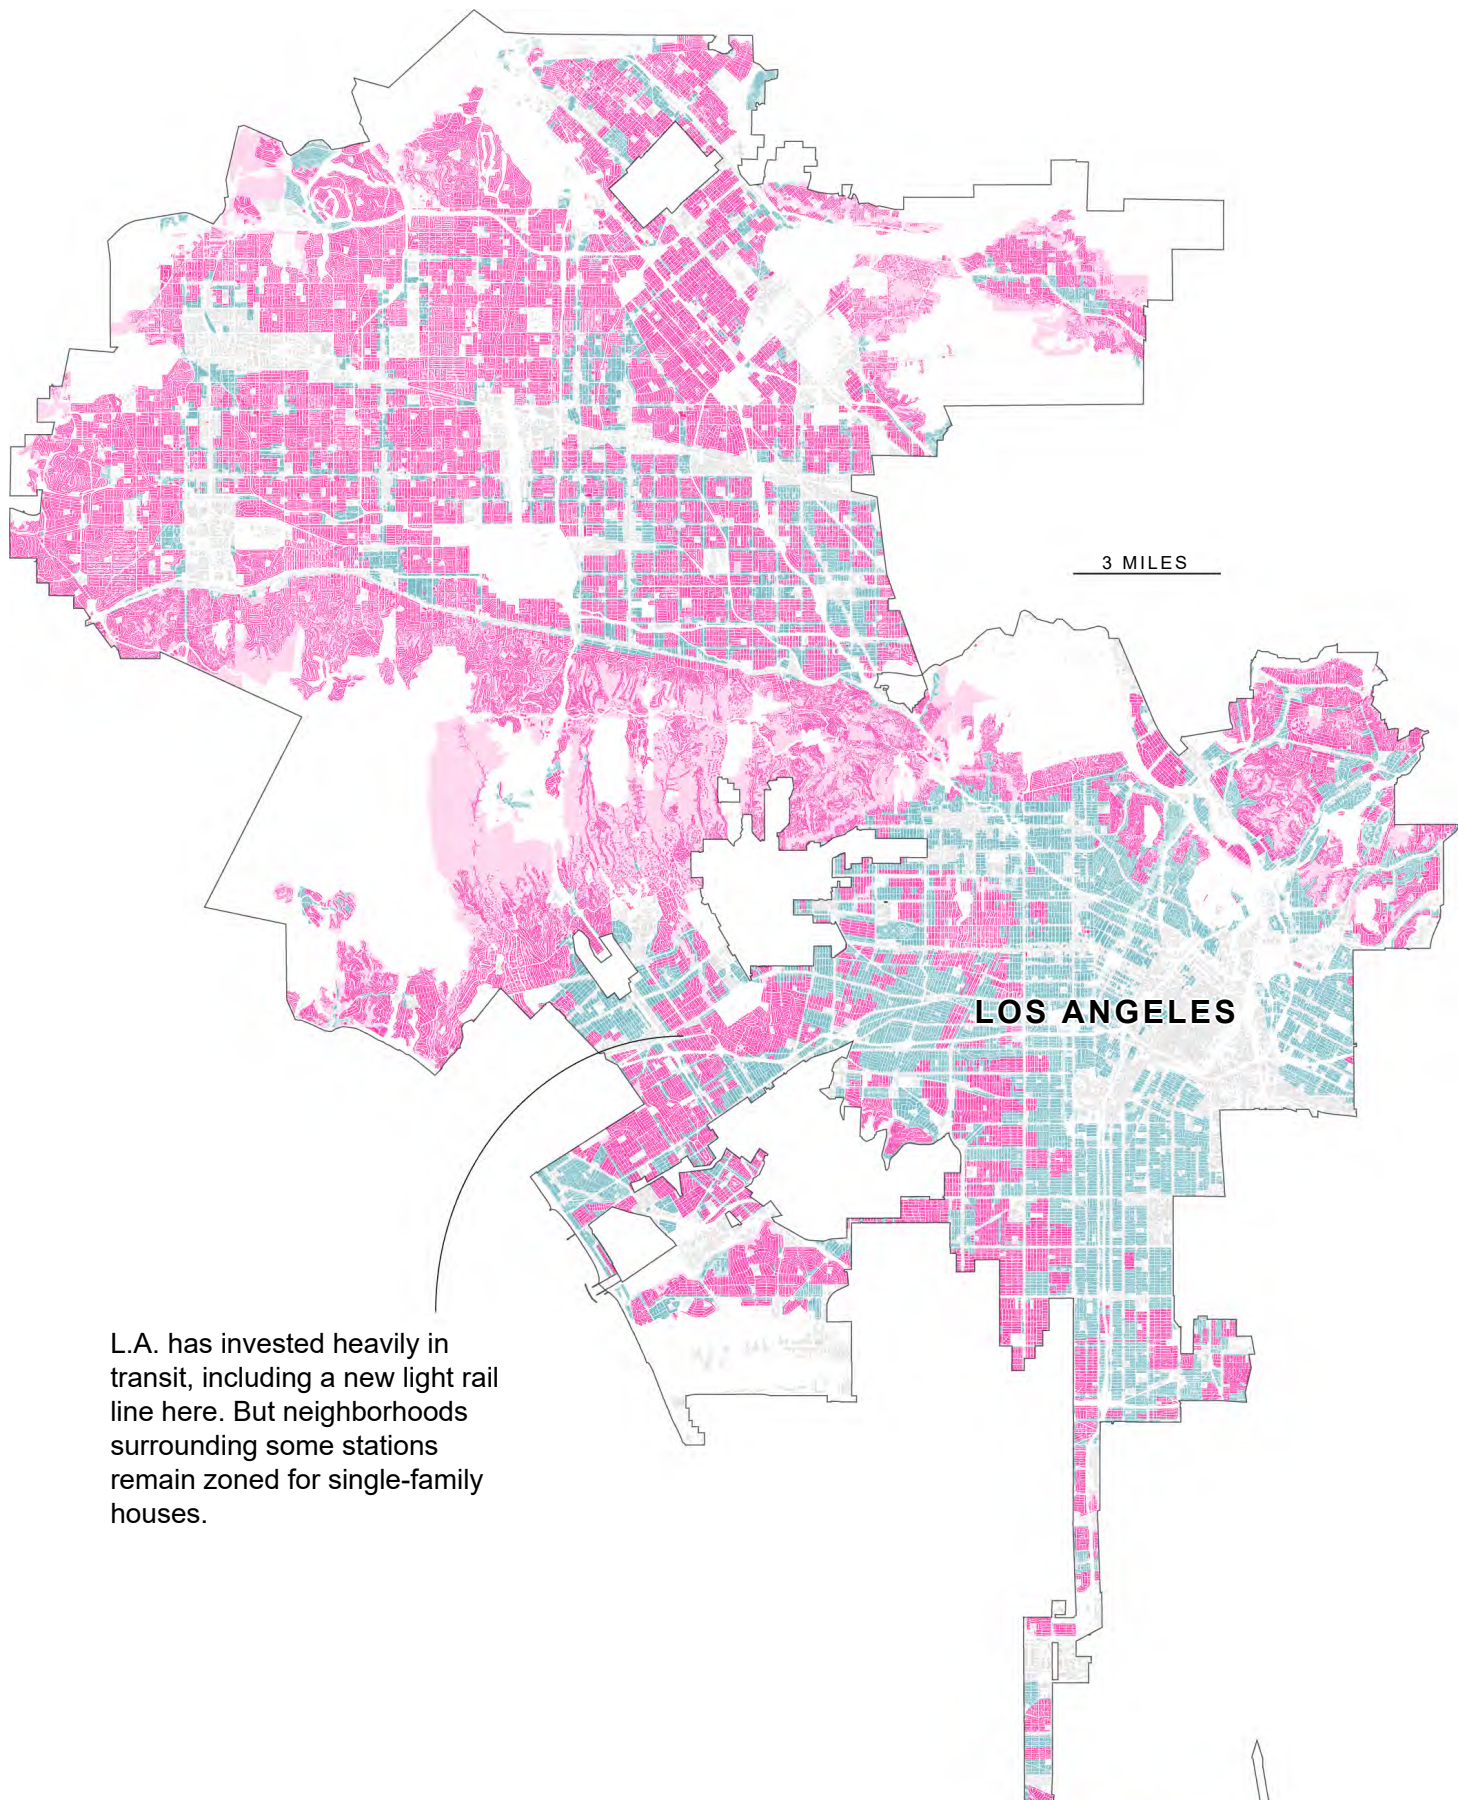 3 MILES
LOS ANGELES
L.A. has invested heavily in
transit, including a new light rail
line here. But neighborhoods
surrounding some stations
remain zoned for single-family
houses.